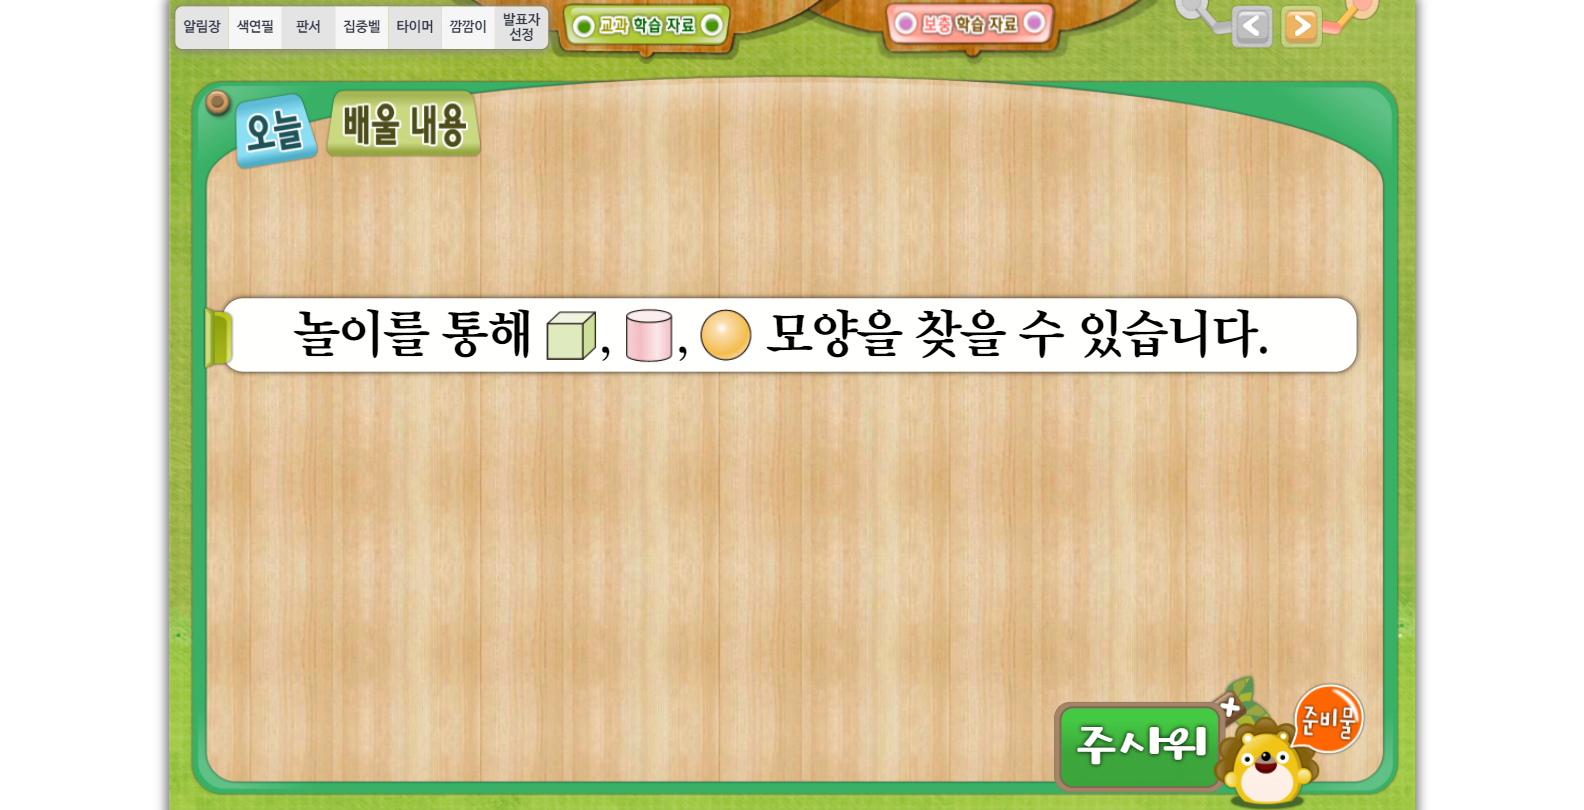 알림장 색연필 판서 집중벨 타이머 깜깜이 발표자
선정
교과 학습 자료
보충 학습 자료
오늘 배울 내용
놀이를 통해 , , 모양을 찾을 수 있습니다.
주사위
준비물